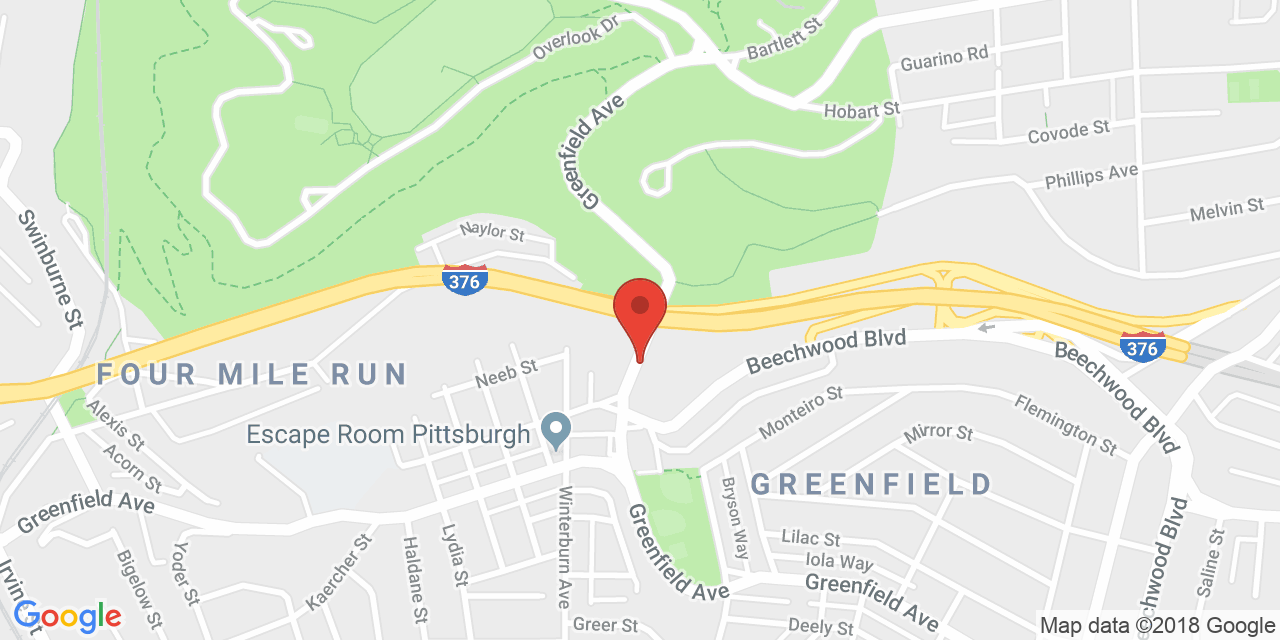 Overlook Dr
Bartlett St
Guarino Rd
Hobart St
Covode St
Greenfield Ave
Phillips Ave
Melvin St
Naylor St
Swinburne St
376
Beechwood Blvd
376
Beechwood Blvd
FOUR MILE RUN
Neeb St
Monteiro St
Flemington St
Alexis St
Acorn St
Escape Room Pittsburgh
Mirror St
GREENFIELD
Greenfield Ave
Bryson Way
Winterburn Ave
Greenfield Ave
Lilac St
Iola Way
Greenfield Ave
Deely St
Greer St
Yoder St
Bigelow St
Kaercher St
Haldane St
Lydia St
Saline St
echwood Blvd
Irvin
St
Google
Map data ©2018 Google